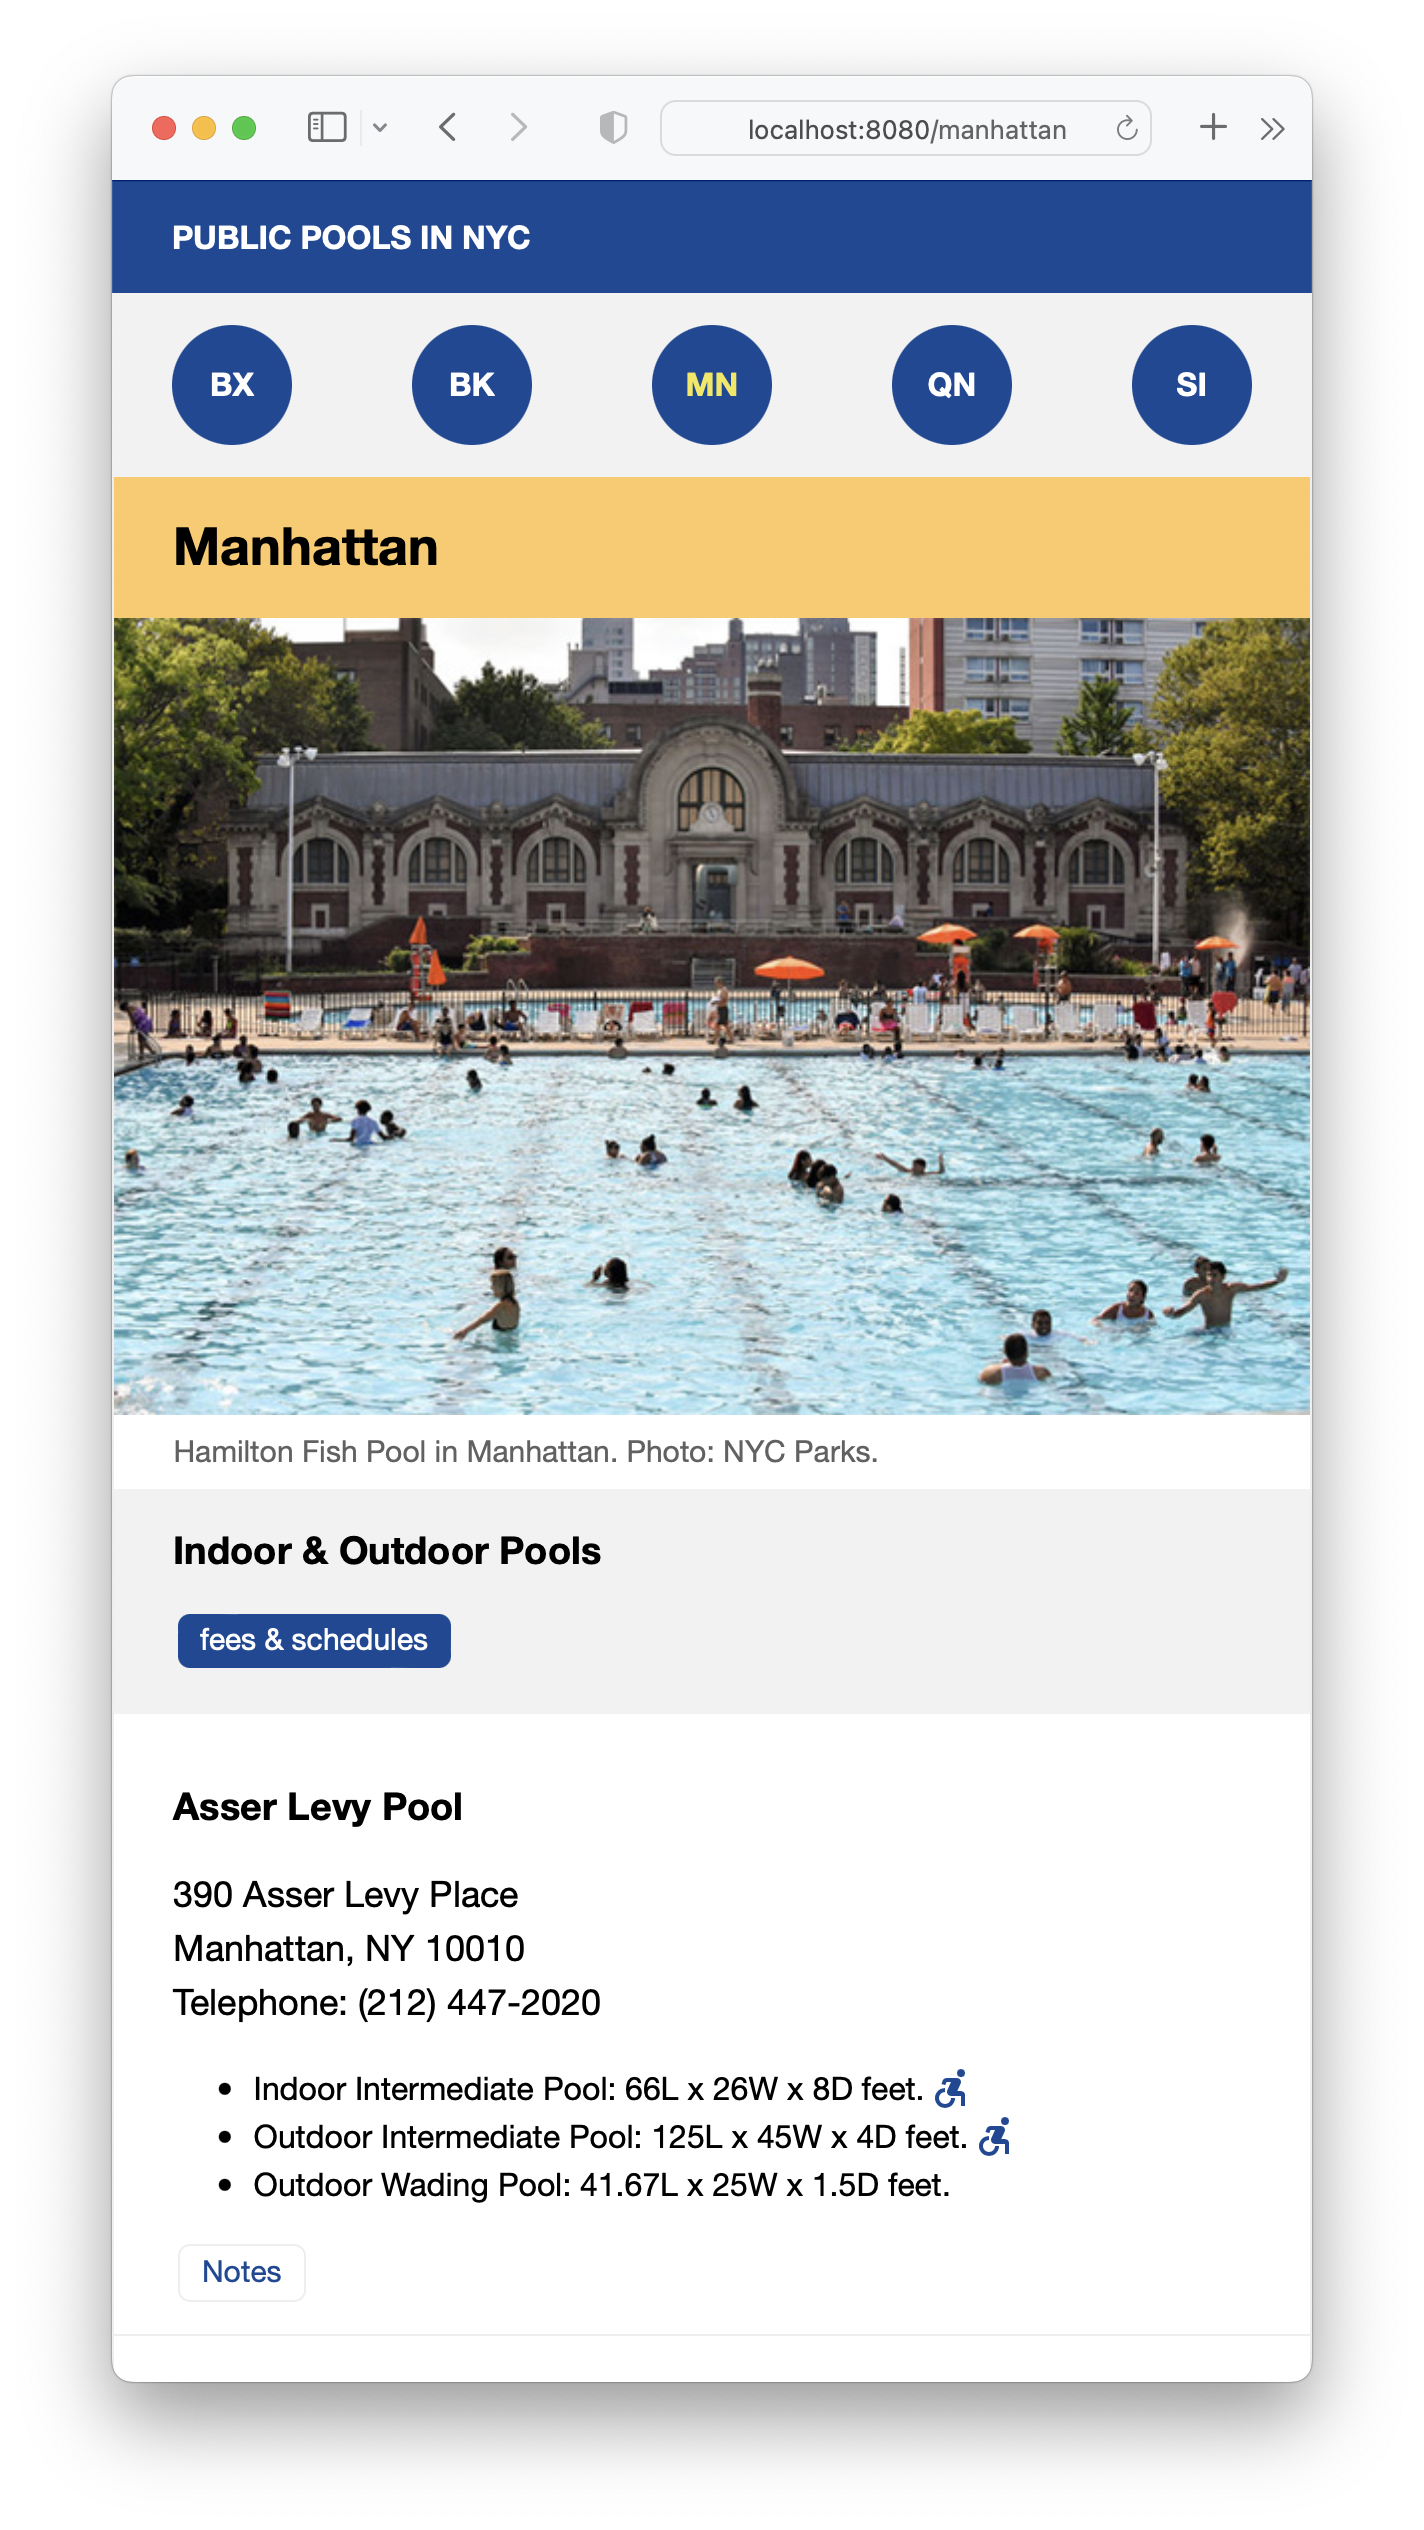 localhost:8080/manhattan
PUBLIC POOLS IN NYC
BX BK MN QN SI
Manhattan
Hamilton Fish Pool in Manhattan. Photo: NYC Parks.
Indoor & Outdoor Pools
fees & schedules
Asser Levy Pool
390 Asser Levy Place
Manhattan, NY 10010
Telephone: (212) 447-2020
• Indoor Intermediate Pool: 66L x 26W x 8D feet.
• Outdoor Intermediate Pool: 125L x 45W x 4D feet.
• Outdoor Wading Pool: 41.67L x 25W x 1.5D feet.
Notes